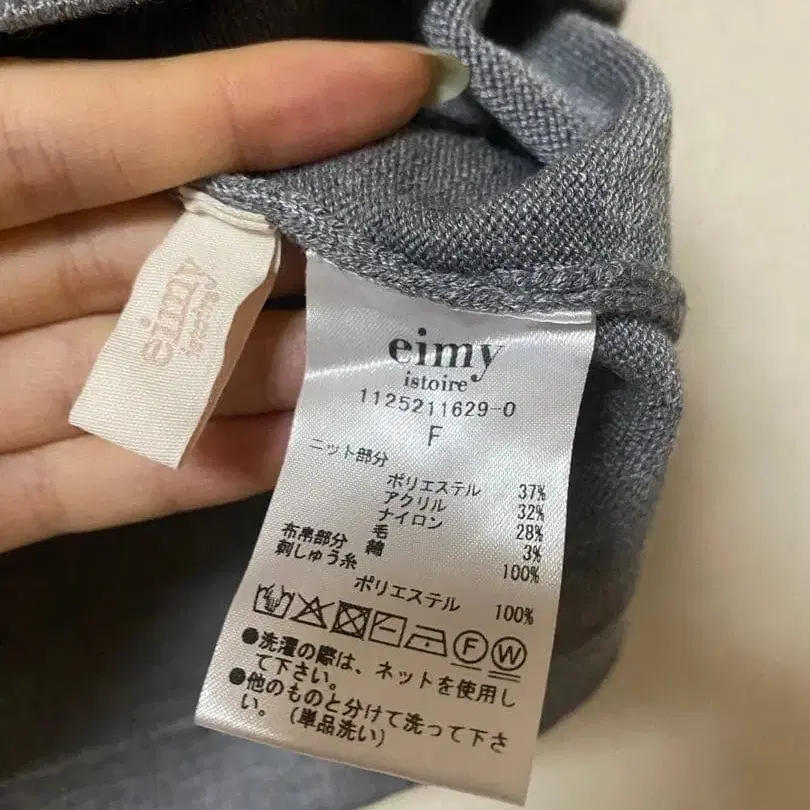 eimy
istoire
eimy
istoire
1125211629-0
F
ニット部分
ポリエステル 37%
アクリル 32%
ナイロン 28%
毛 3%
布帛部分 綿 100%
刺しゅう糸
ポリエステル 100%
F W
●洗濯の際は、ネットを使用し
て下さい。
●他のものと分けて洗って下さ
い。(単品洗い)